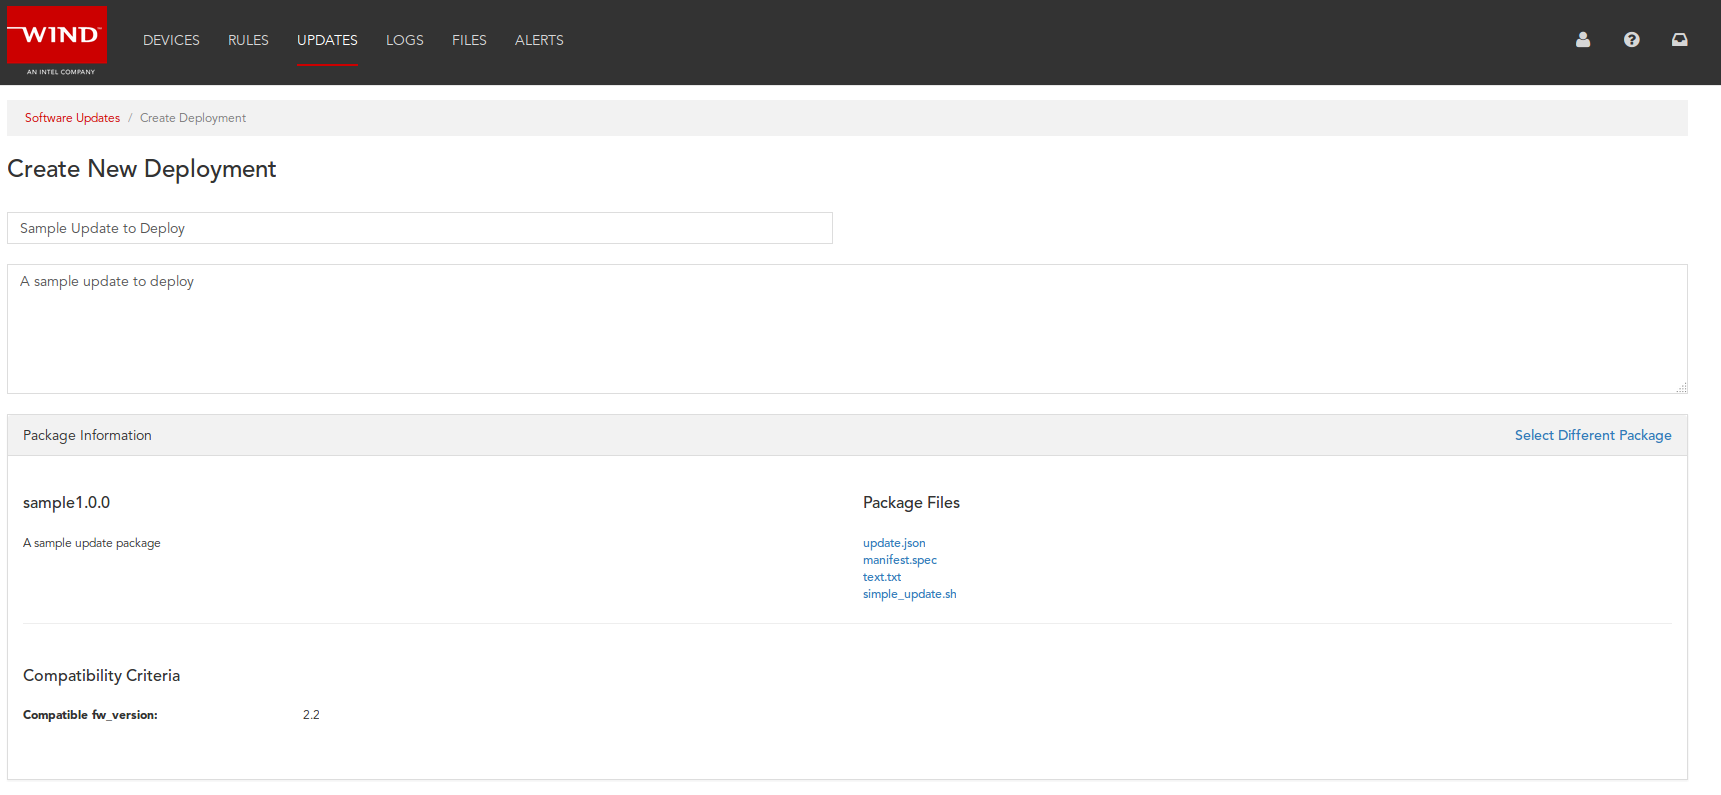 WIND
AN INTEL COMPANY
DEVICES RULES UPDATES LOGS FILES ALERTS
Software Updates / Create Deployment
Create New Deployment
Sample Update to Deploy
A sample update to deploy
Package Information Select Different Package
sample1.0.0 Package Files
A sample update package update.json
manifest.spec
text.txt
simple_update.sh
Compatibility Criteria
Compatible fw_version: 2.2